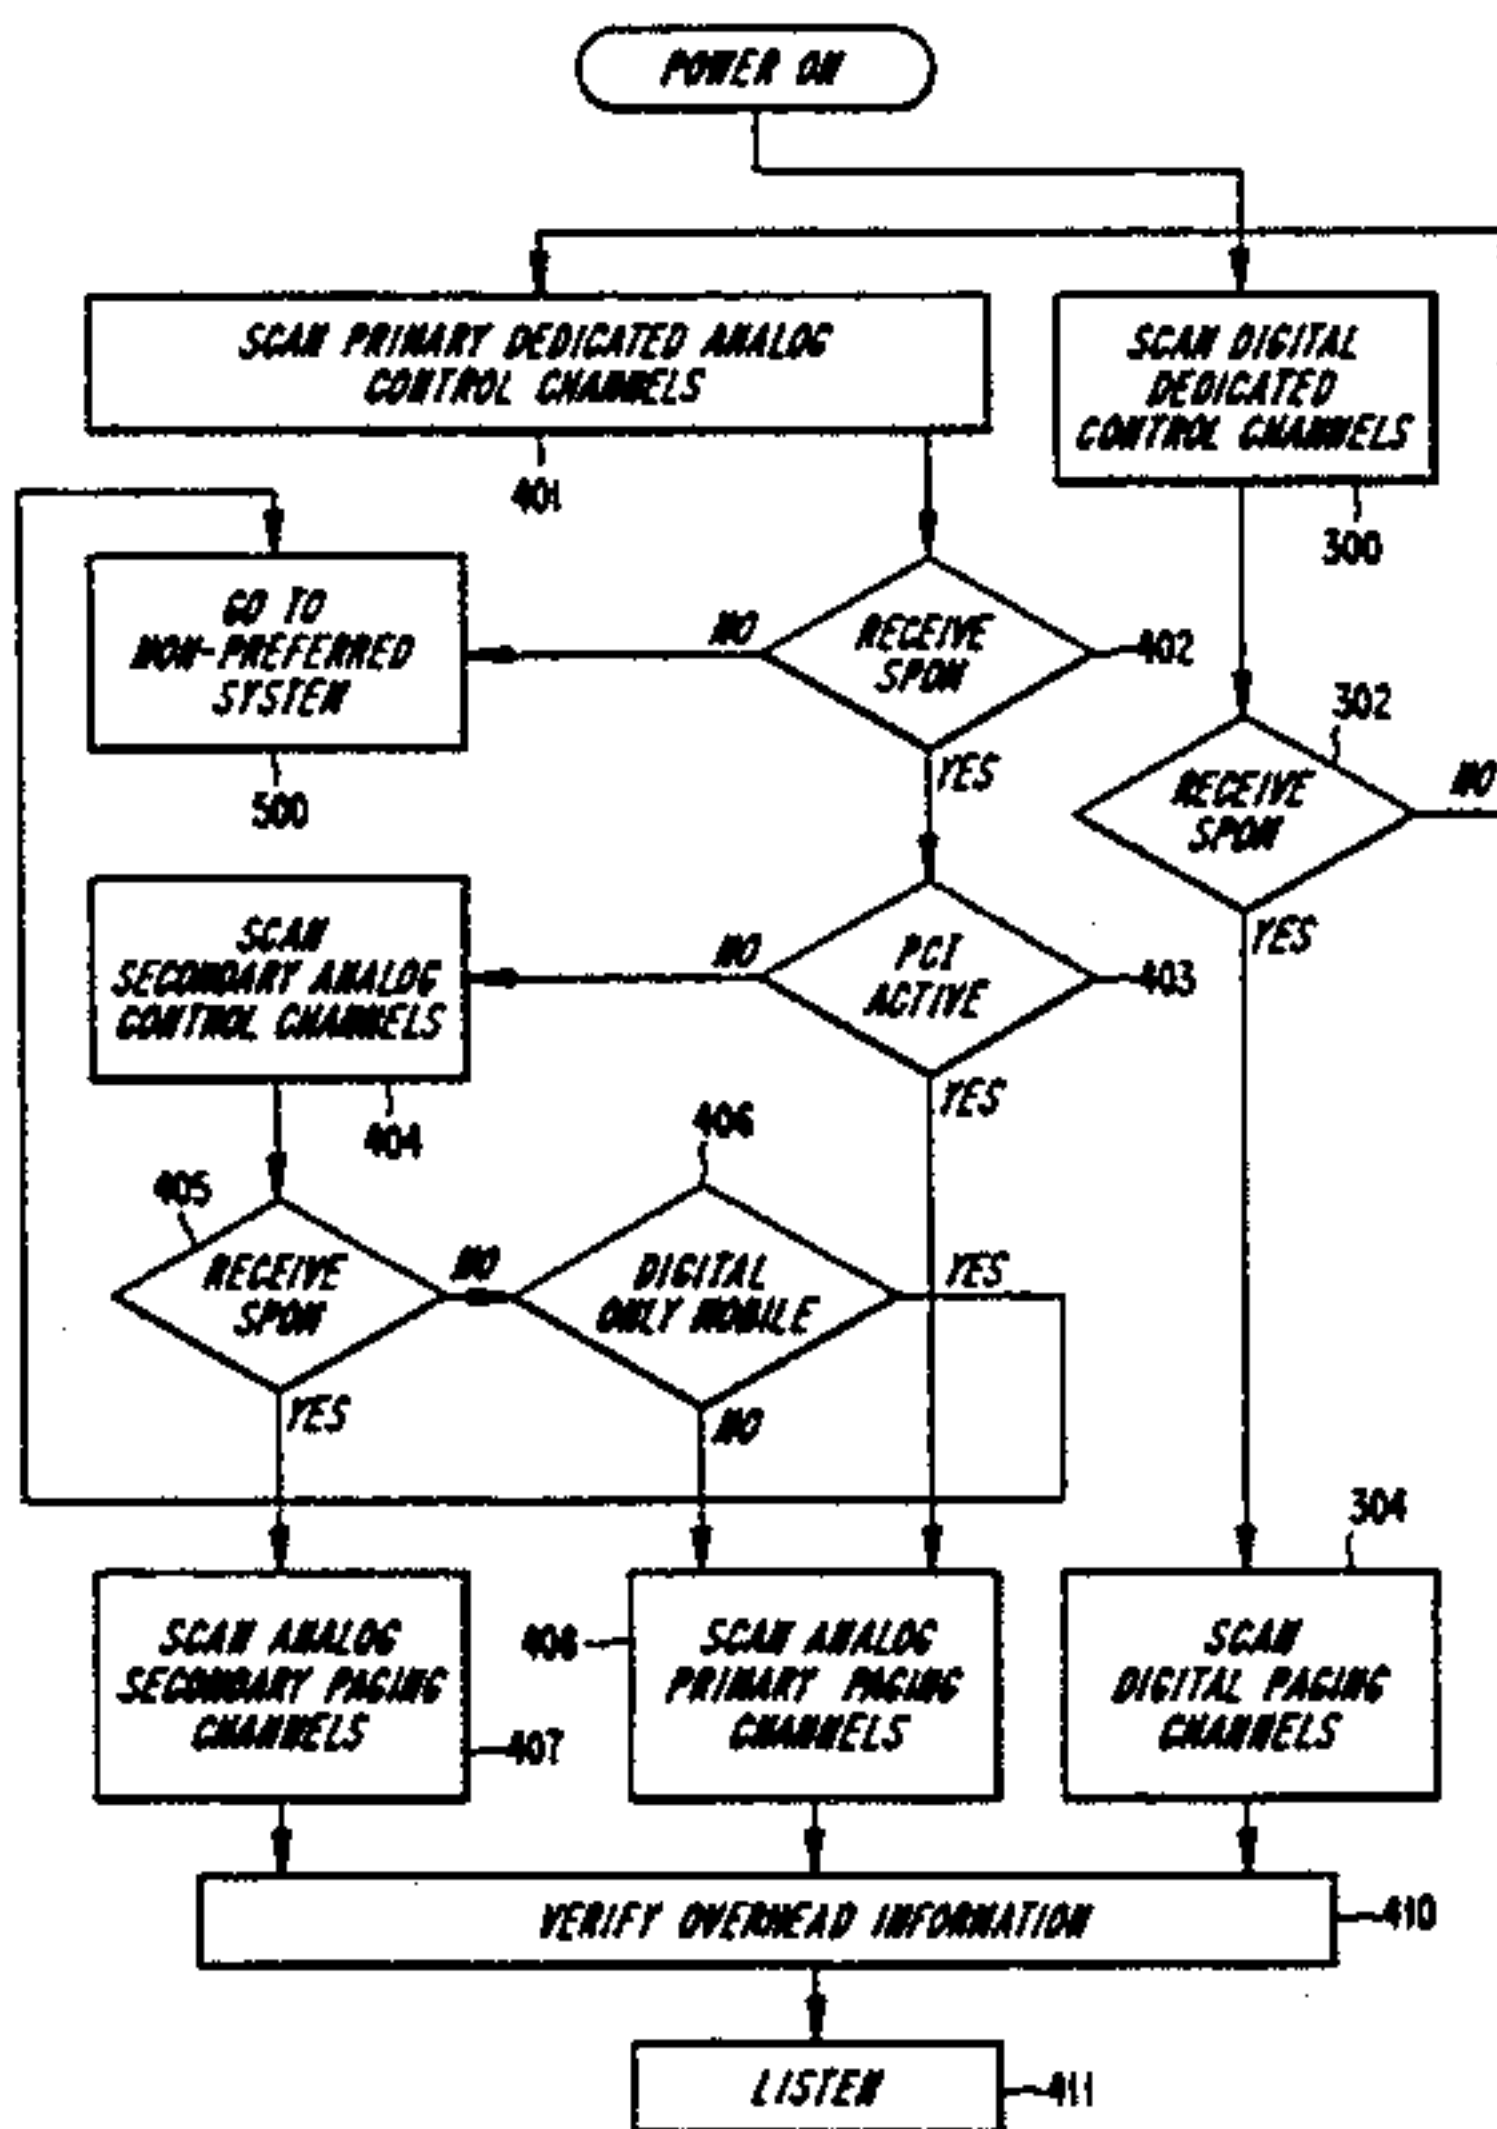 POWER ON
SCAN PRIMARY DEDICATED ANALOG
CONTROL CHANNELS
401
SCAN DIGITAL
DEDICATED
CONTROL CHANNELS
300
GO TO
NON-PREFERRED
SYSTEM
500
NO
RECEIVE
SPOM
402
YES
302
RECEIVE
SPOM
NO
YES
SCAN
SECONDARY ANALOG
CONTROL CHANNELS
404
NO
PCI
ACTIVE
403
YES
405
RECEIVE
SPOM
NO
YES
406
DIGITAL
ONLY MOBILE
YES
NO
SCAN ANALOG
SECONDARY PAGING
CHANNELS
407
408
SCAN ANALOG
PRIMARY PAGING
CHANNELS
304
SCAN
DIGITAL PAGING
CHANNELS
VERIFY OVERHEAD INFORMATION
410
LISTEN
411